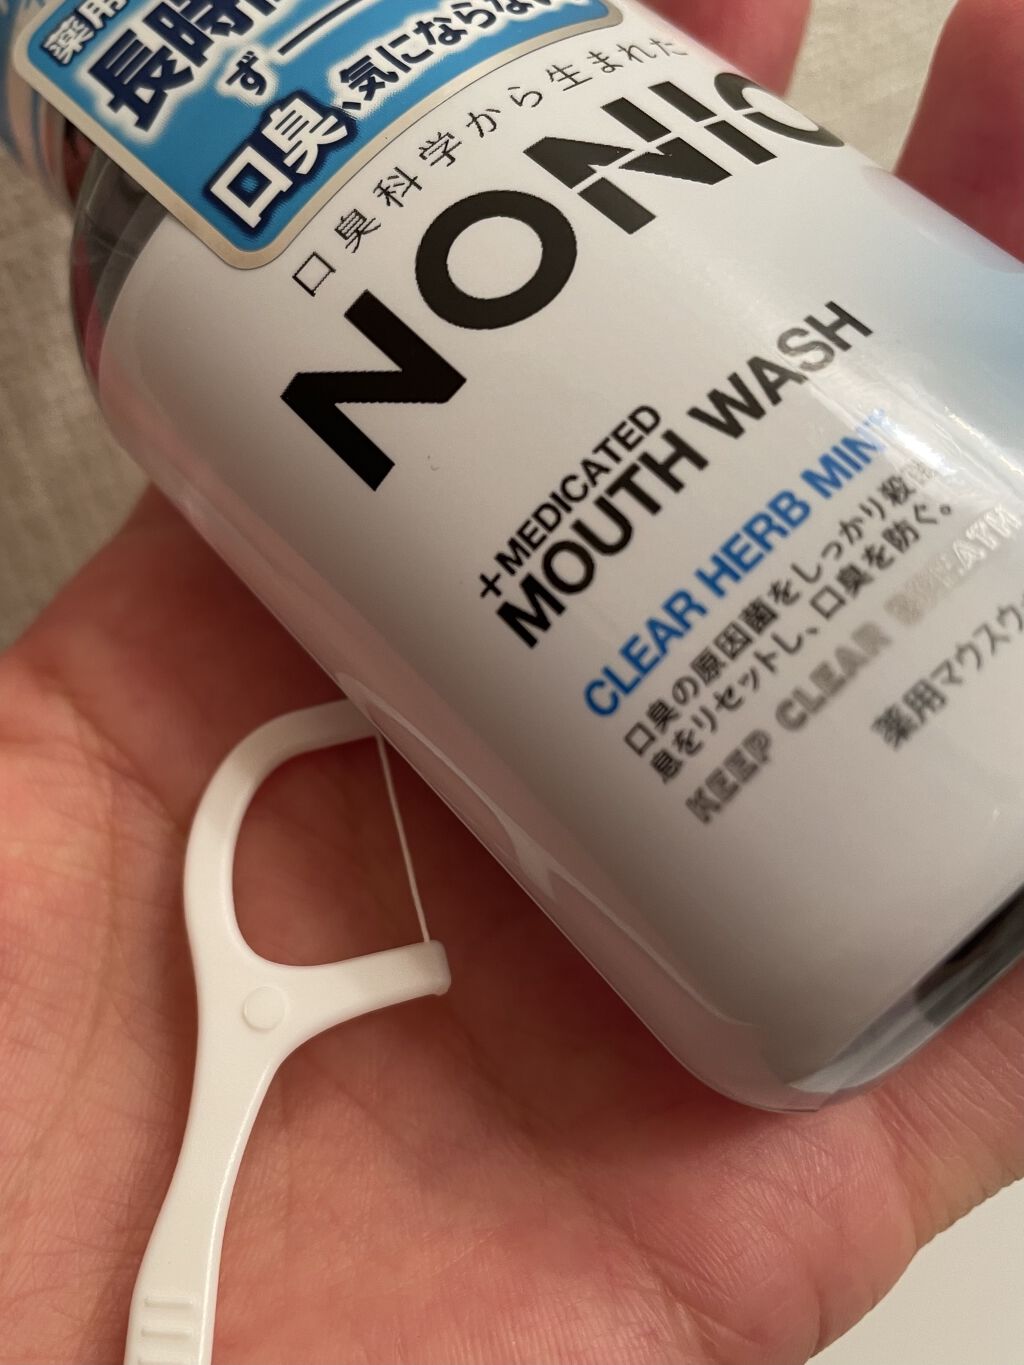 薬用
長時間
ず――
口臭、気にならない
口臭科学から生まれた
NONIO
+MEDICATED
MOUTH WASH
CLEAR HERB MINT
口臭の原因菌をしっかり殺菌
息をリセットし、口臭を防ぐ。
KEEP CLEAR BREATH
薬用マウスウ